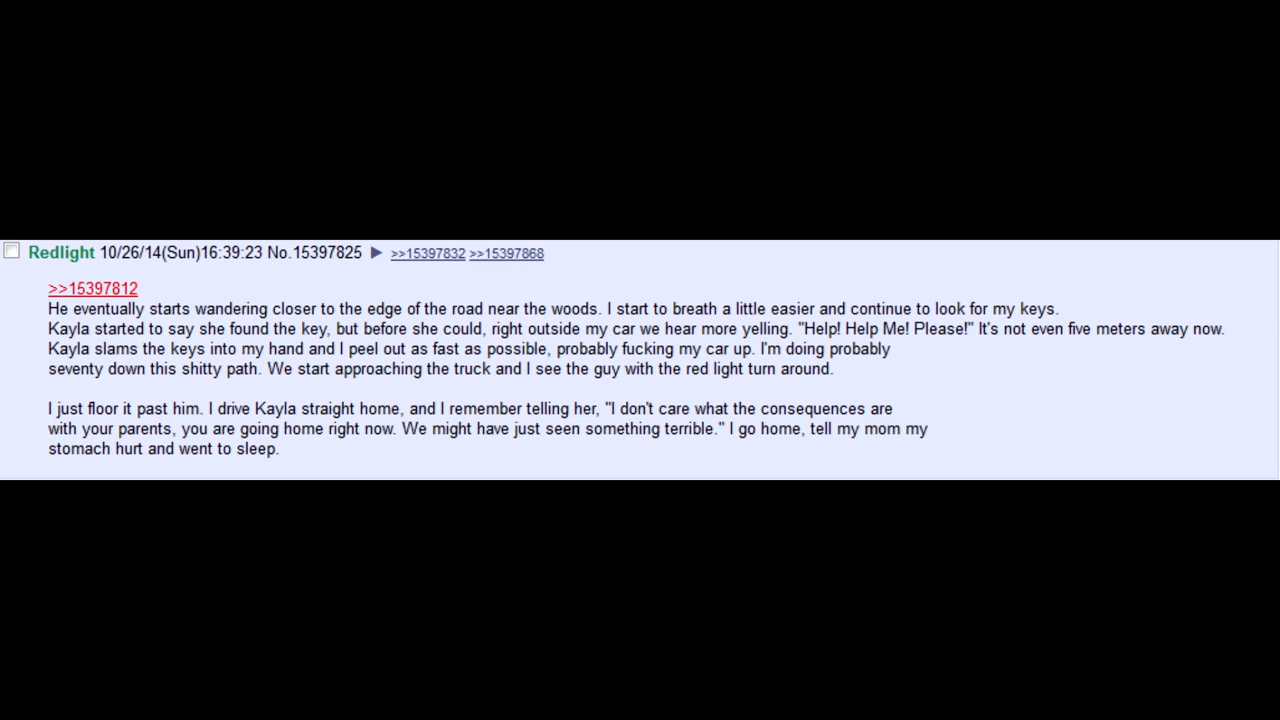 Redlight 10/26/14(Sun)16:39:23 No.15397825 ▶ >>15397832 >>15397868
>>15397812
He eventually starts wandering closer to the edge of the road near the woods. I start to breath a little easier and continue to look for my keys.
Kayla started to say she found the key, but before she could, right outside my car we hear more yelling. "Help! Help Me! Please!" It's not even five meters away now.
Kayla slams the keys into my hand and I peel out as fast as possible, probably fucking my car up. I'm doing probably
seventy down this shitty path. We start approaching the truck and I see the guy with the red light turn around.
I just floor it past him. I drive Kayla straight home, and I remember telling her, "I don't care what the consequences are
with your parents, you are going home right now. We might have just seen something terrible." I go home, tell my mom my
stomach hurt and went to sleep.